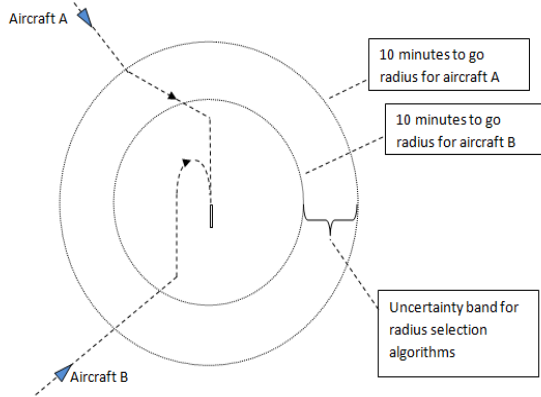 Aircraft A
10 minutes to go
radius for aircraft A
10 minutes to go
radius for aircraft B
Uncertainty band for
radius selection
algorithms
Aircraft B